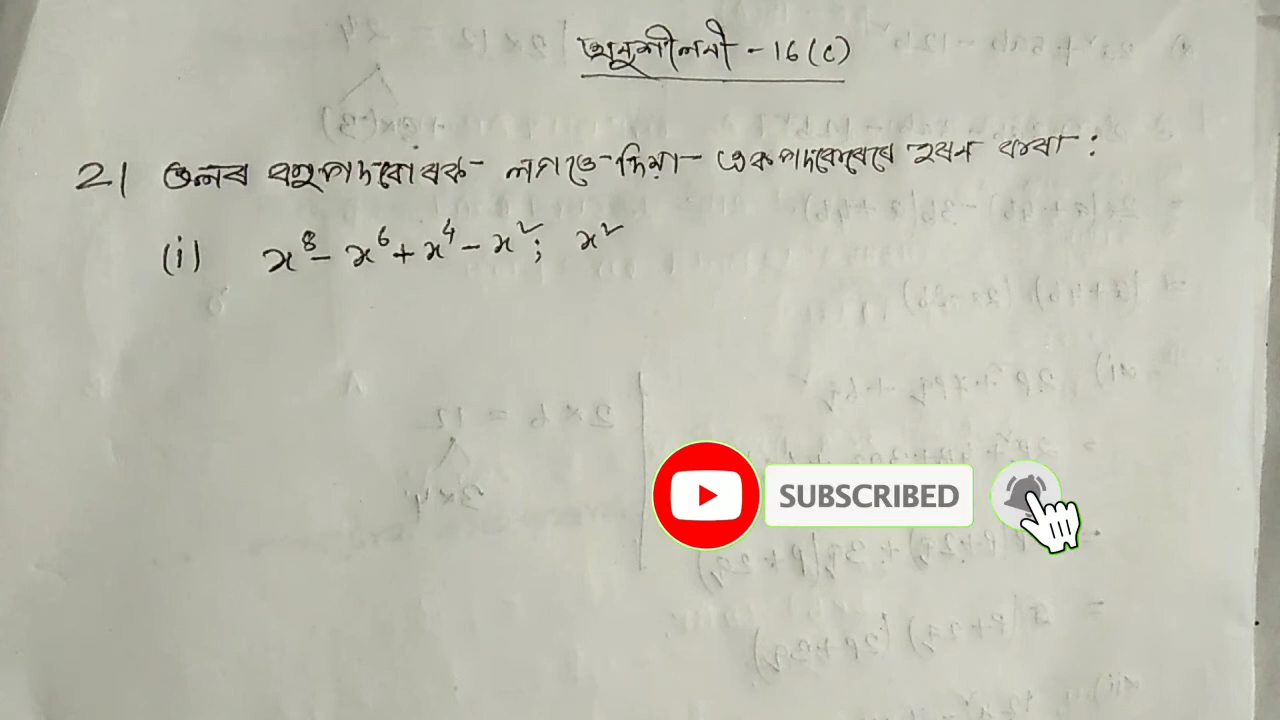 অনুশীলনী - 16(c)
2। তলৰ বহুপদবোৰক লগতে দিয়া একপদবোৰেৰে হৰণ কৰা :
(i) x⁸ - x⁶ + x⁴ - x²; x²
SUBSCRIBED